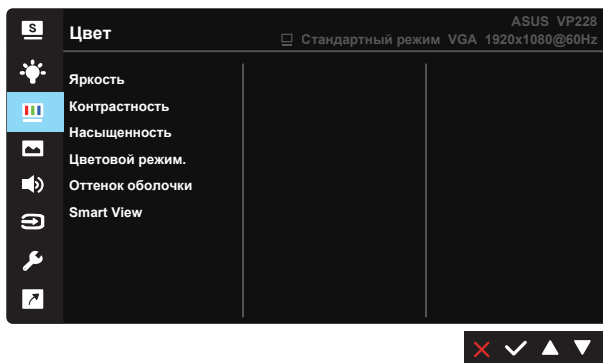 S
ASUS VP228
Цвет
Стандартный режим VGA 1920x1080@60Hz
Яркость
Контрастность
Насыщенность
Цветовой режим.
Оттенок оболочки
Smart View